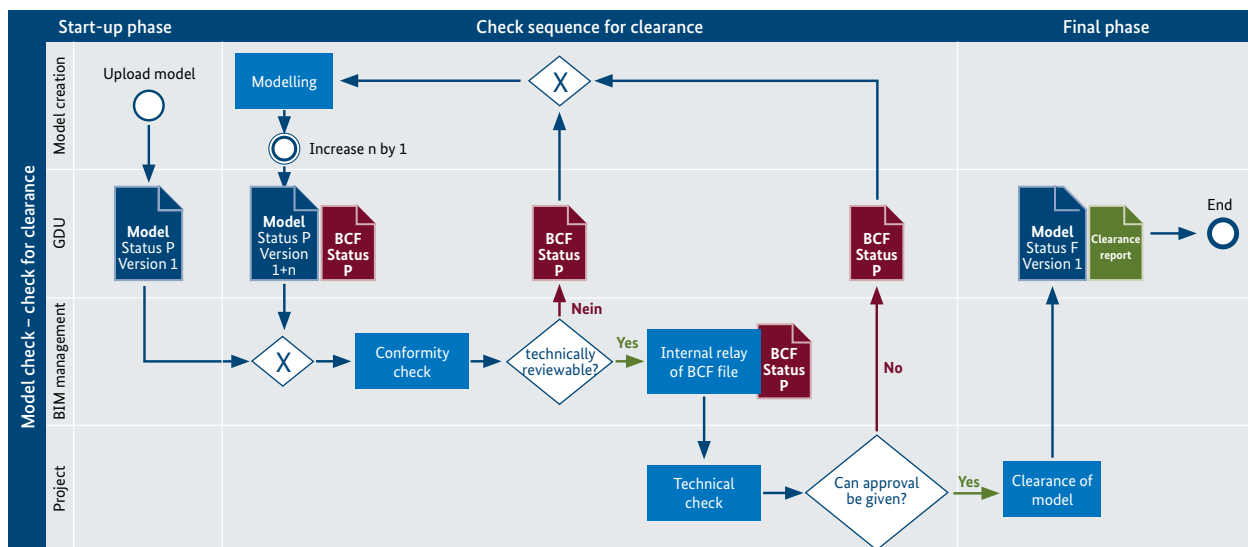 Start-up phase
Check sequence for clearance
Final phase
Model check – check for clearance
Model creation
Upload model
Modelling
X
Increase n by 1
GDU
Model
Status P
Version 1
Model
Status P
Version
1+n
BCF
Status
P
BCF
Status
P
BCF
Status
P
Model
Status F
Version 1
Clearance
report
End
BIM management
X
Conformity
check
technically
reviewable?
Nein
Yes
Internal relay
of BCF file
BCF
Status
P
No
Project
Technical
check
Can approval
be given?
Yes
Clearance of
model